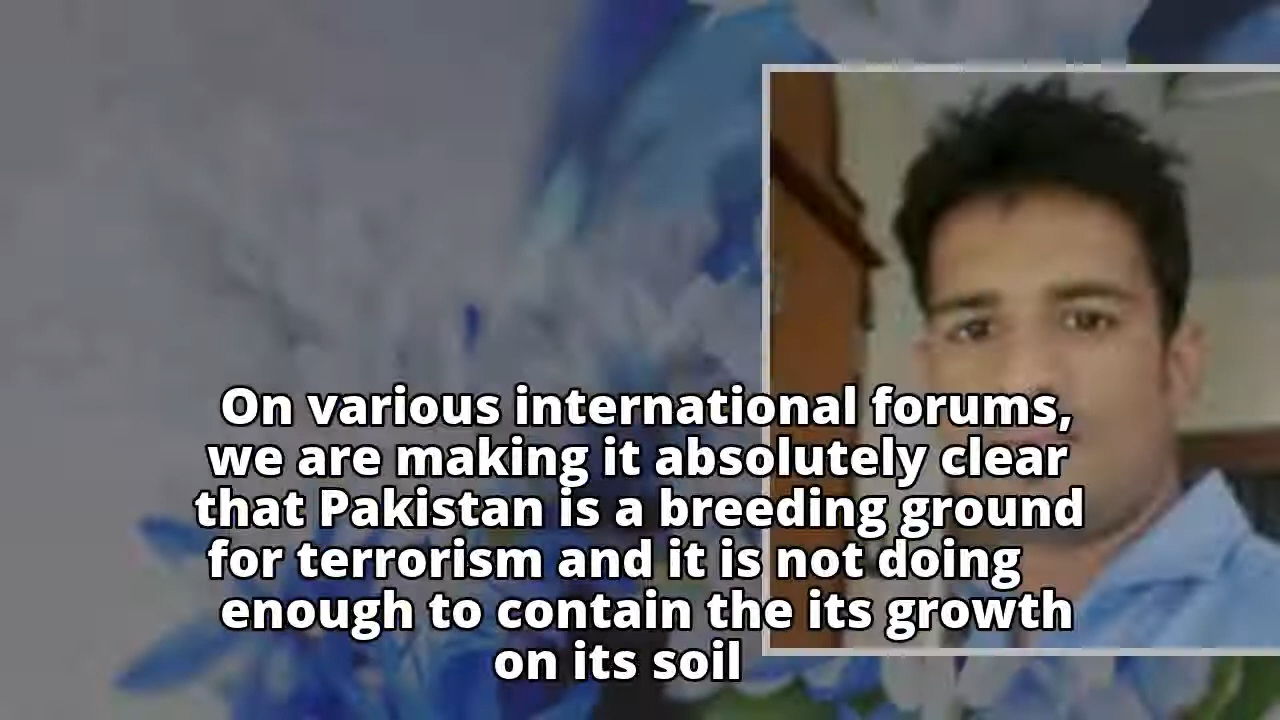 On various international forums,
we are making it absolutely clear
that Pakistan is a breeding ground
for terrorism and it is not doing
enough to contain the its growth
on its soil